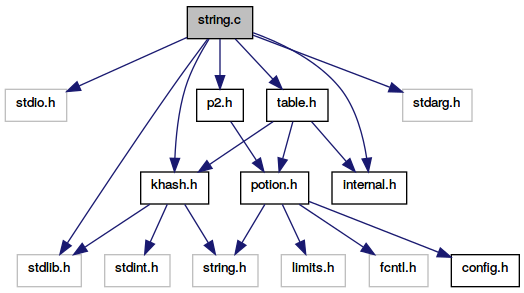 string.c
stdio.h
p2.h
table.h
stdarg.h
khash.h
potion.h
internal.h
stdlib.h
stdint.h
string.h
limits.h
fcntl.h
config.h